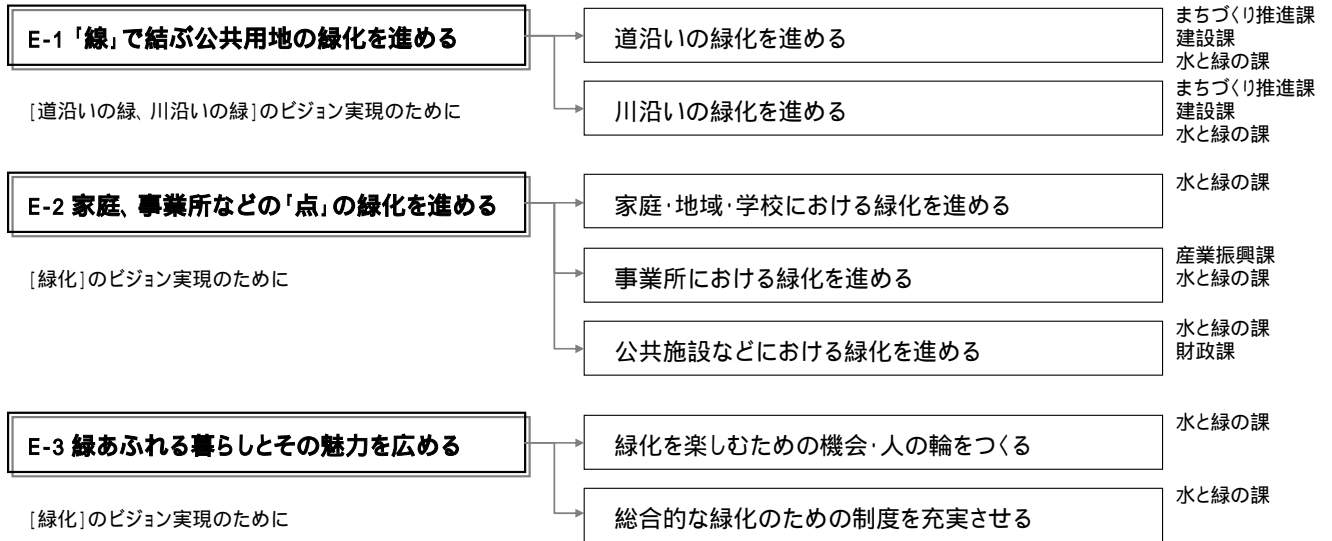 E-1「線」で結ぶ公共用地の緑化を進める
[道沿いの緑、川沿いの緑]のビジョン実現のために
道沿いの緑化を進める
まちづくり推進課
建設課
水と緑の課
川沿いの緑化を進める
まちづくり推進課
建設課
水と緑の課
E-2 家庭、事業所などの「点」の緑化を進める
[緑化]のビジョン実現のために
家庭・地域・学校における緑化を進める
水と緑の課
事業所における緑化を進める
産業振興課
水と緑の課
公共施設などにおける緑化を進める
水と緑の課
財政課
E-3 緑あふれる暮らしとその魅力を広める
[緑化]のビジョン実現のために
緑化を楽しむための機会・人の輪をつくる
水と緑の課
総合的な緑化のための制度を充実させる
水と緑の課